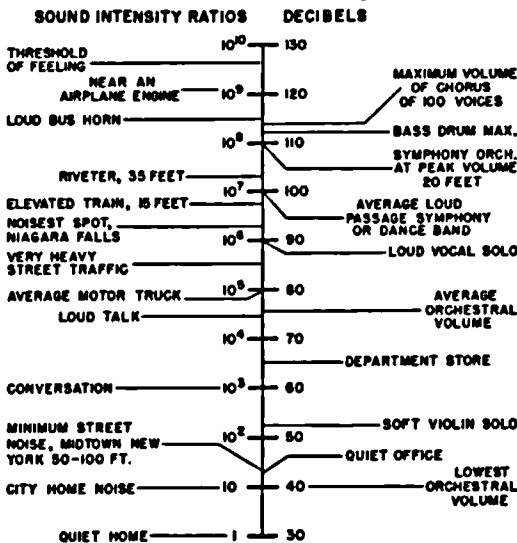 SOUND INTENSITY RATIOS DECIBELS
10¹⁰ 130
THRESHOLD
OF FEELING
NEAR AN
AIRPLANE ENGINE
10⁹ 120
MAXIMUM VOLUME
OF CHORUS
OF 100 VOICES
LOUD BUS HORN
BASS DRUM MAX.
10⁸ 110
SYMPHONY ORCH.
AT PEAK VOLUME
20 FEET
RIVETER, 35 FEET
10⁷ 100
ELEVATED TRAIN, 15 FEET
AVERAGE LOUD
PASSAGE SYMPHONY
OR DANCE BAND
NOISEST SPOT,
NIAGARA FALLS
10⁶ 90
LOUD VOCAL SOLO
VERY HEAVY
STREET TRAFFIC
10⁵ 80
AVERAGE MOTOR TRUCK
AVERAGE
ORCHESTRAL
VOLUME
LOUD TALK
10⁴ 70
DEPARTMENT STORE
CONVERSATION 10³ 60
SOFT VIOLIN SOLO
MINIMUM STREET
NOISE, MIDTOWN NEW
YORK 50-100 FT.
10² 50
QUIET OFFICE
CITY HOME NOISE 10 40
LOWEST
ORCHESTRAL
VOLUME
QUIET HOME 1 30